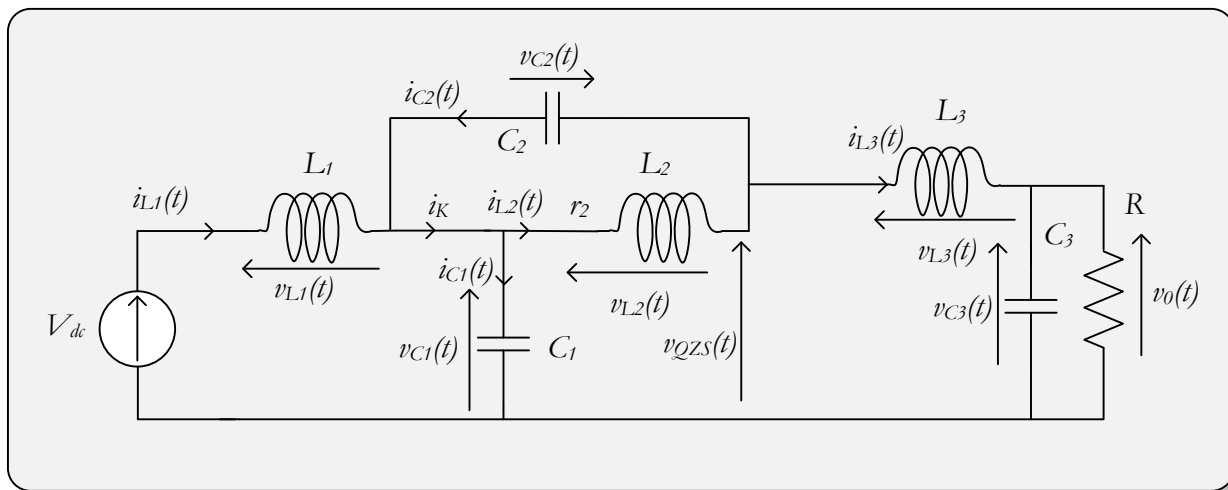 vC2(t)
iC2(t)
C2
L3
iL3(t)
L1
L2
iL1(t)
iK
iL2(t)
r2
R
vL1(t)
iC1(t)
vL2(t)
vL3(t)
C3
Vdc
vC1(t)
C1
vQZS(t)
vC3(t)
v0(t)